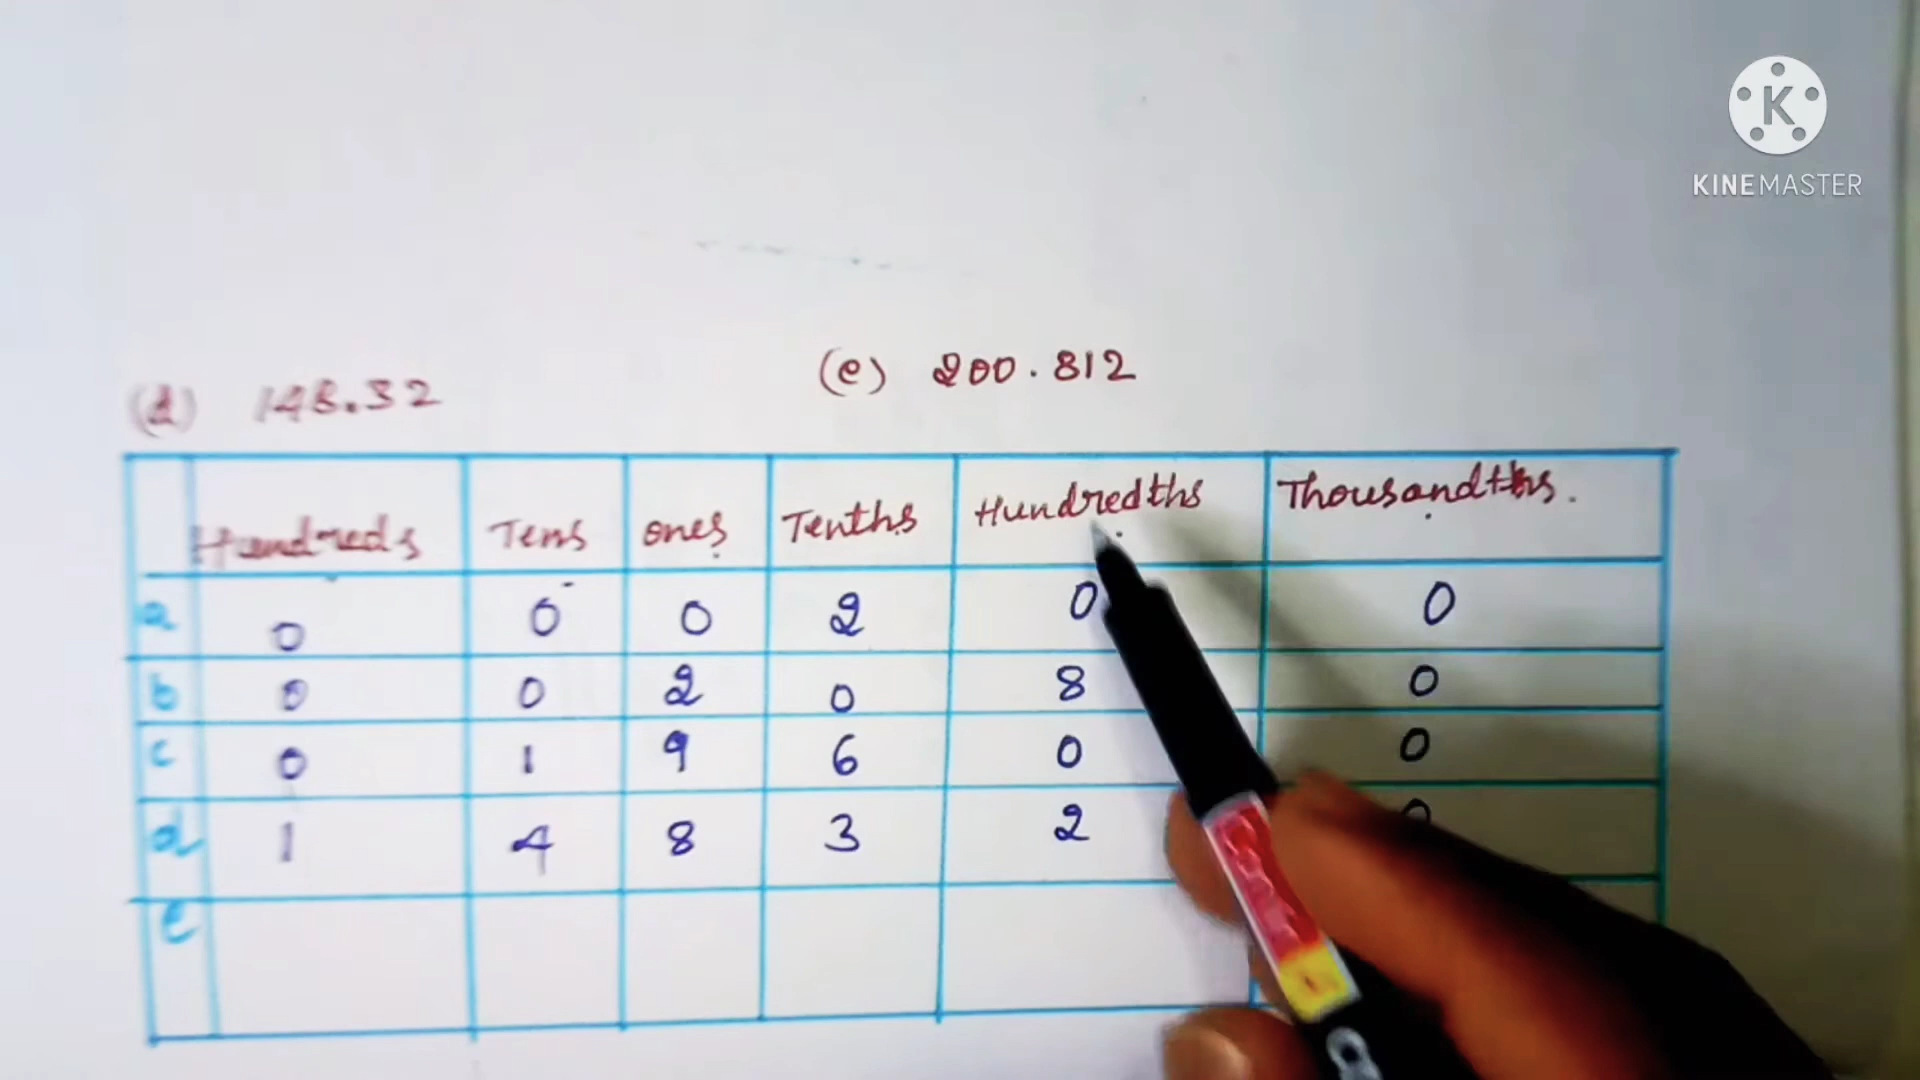 K
KINEMASTER
(d) 148.32 (e) 200.812
Hundreds Tens ones Tenths Hundredths Thousandths.
a 0 0 0 2 0 0
b 0 0 2 0 8 0
c 0 1 9 6 0 0
d 1 4 8 3 2 0
e